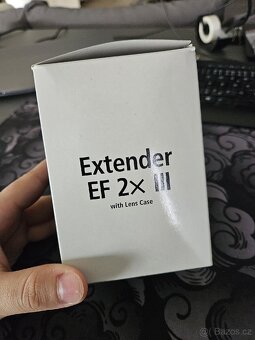 Extender
EF 2× III
with Lens Case
@ Bazos.cz